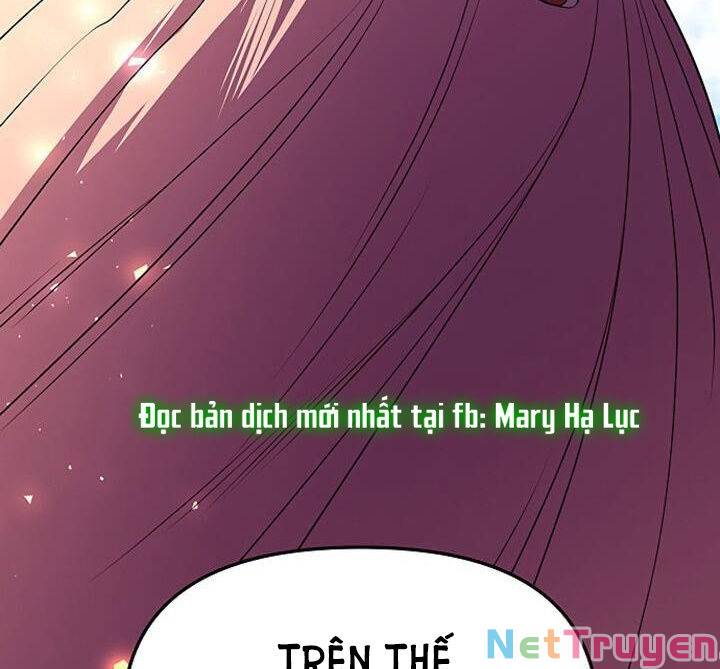 Đọc bản dịch mới nhất tại fb: Mary Hạ Lục
TRÊN THẾ
NetTruyen